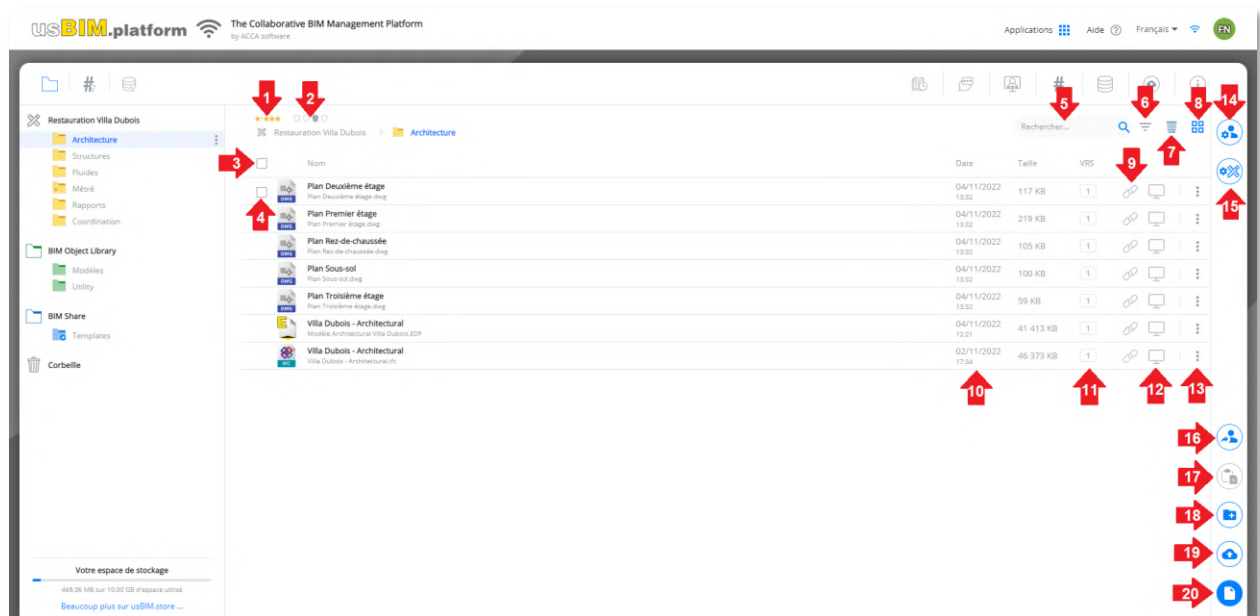 usBIM.platform
The Collaborative BIM Management Platform
by ACCA software
Applications
Aide
Français
EN
1
2
5
6
8
14
Restauration Villa Dubois
Architecture
Structures
Fluides
Métré
Rapports
Coordination
BIM Object Library
Modèles
Utility
BIM Share
Templates
Corbeille
Restauration Villa Dubois > Architecture
Rechercher...
7
3
Nom
Date
Taille
VRS
9
15
4
Plan Deuxième étage
Plan Deuxième étage.dwg
DWG
04/11/2022
13:32
117 KB
1
Plan Premier étage
Plan Premier étage.dwg
DWG
04/11/2022
13:32
219 KB
1
Plan Rez-de-chaussée
Plan Rez-de-chaussée.dwg
DWG
04/11/2022
13:32
105 KB
1
Plan Sous-sol
Plan Sous-sol.dwg
DWG
04/11/2022
13:32
100 KB
1
Plan Troisième étage
Plan Troisième étage.dwg
DWG
04/11/2022
13:32
59 KB
1
Villa Dubois - Architectural
Modèle Architectural Villa Dubois.EDF
04/11/2022
12:21
41 413 KB
1
Villa Dubois - Architectural
Villa Dubois - Architectural.ifc
IFC
02/11/2022
17:34
46 373 KB
1
10
11
12
13
16
17
18
19
20
Votre espace de stockage
468.36 MB sur 10.00 GB d'espace utilisé
Beaucoup plus sur usBIM.store ...